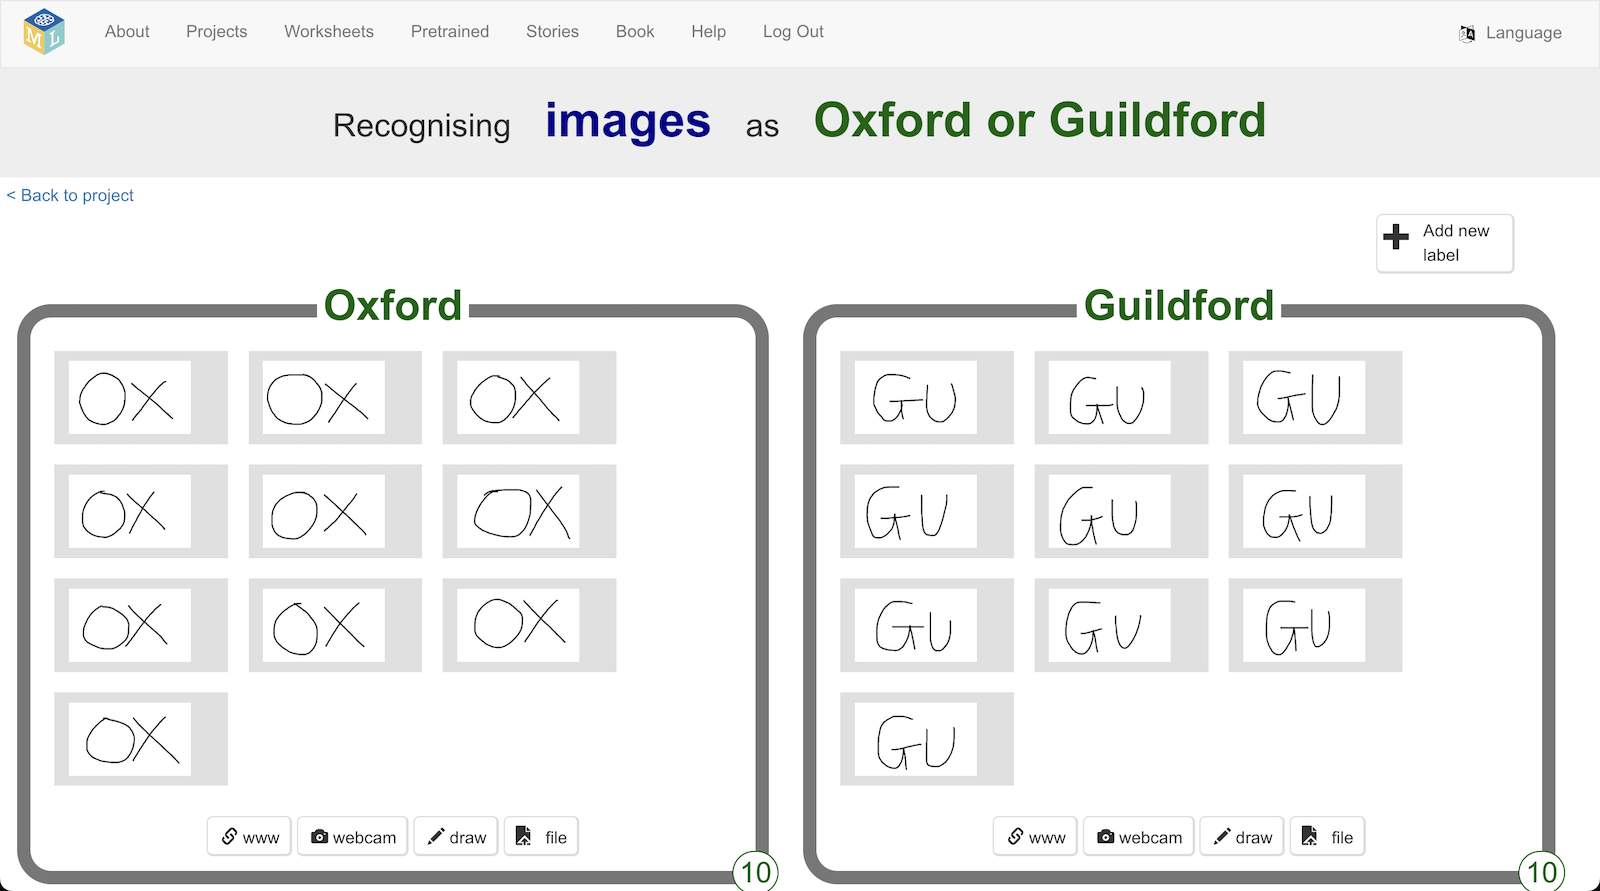 M L About Projects Worksheets Pretrained Stories Book Help Log Out Language
Recognising images as Oxford or Guildford
< Back to project
Add new
label
Oxford
OX OX OX
OX OX OX
OX OX OX
OX
www webcam draw file
10
Guildford
GU GU GU
GU GU GU
GU GU GU
GU
www webcam draw file
10